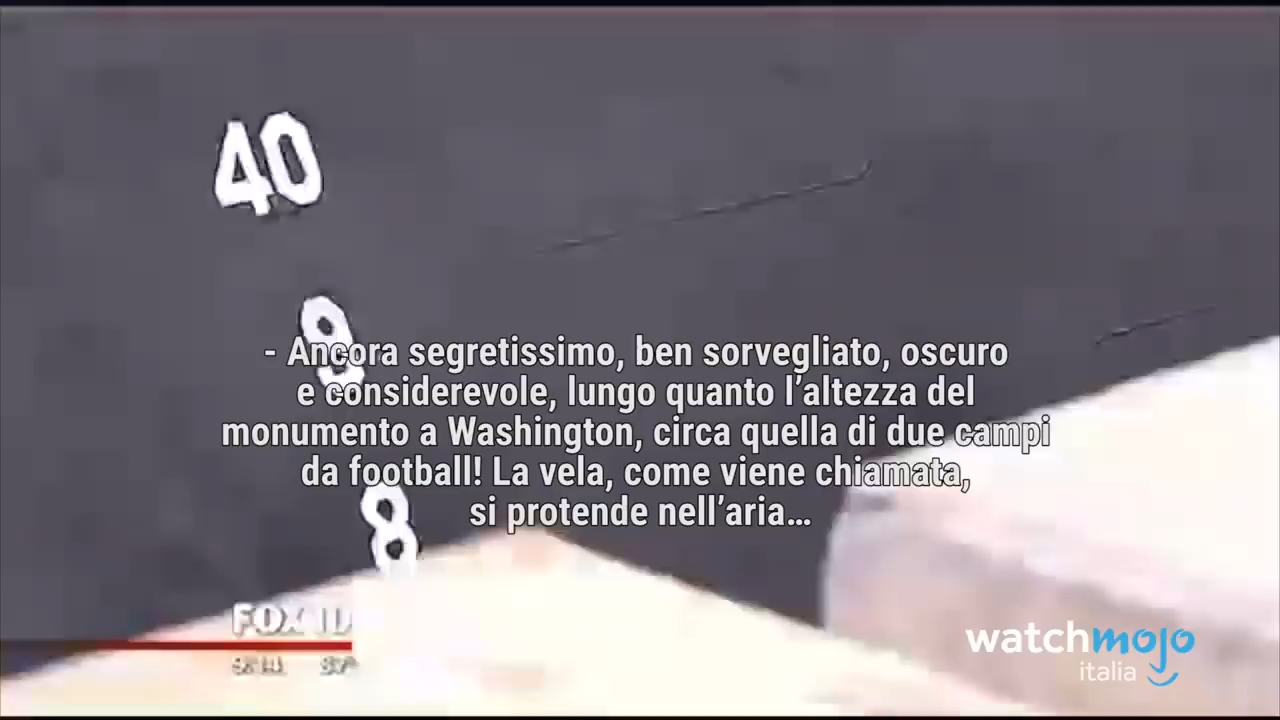 40
9
- Ancora segretissimo, ben sorvegliato, oscuro
e considerevole, lungo quanto l’altezza del
monumento a Washington, circa quella di due campi
da football! La vela, come viene chiamata,
si protende nell’aria…
8
FOX
watchmojo
italia